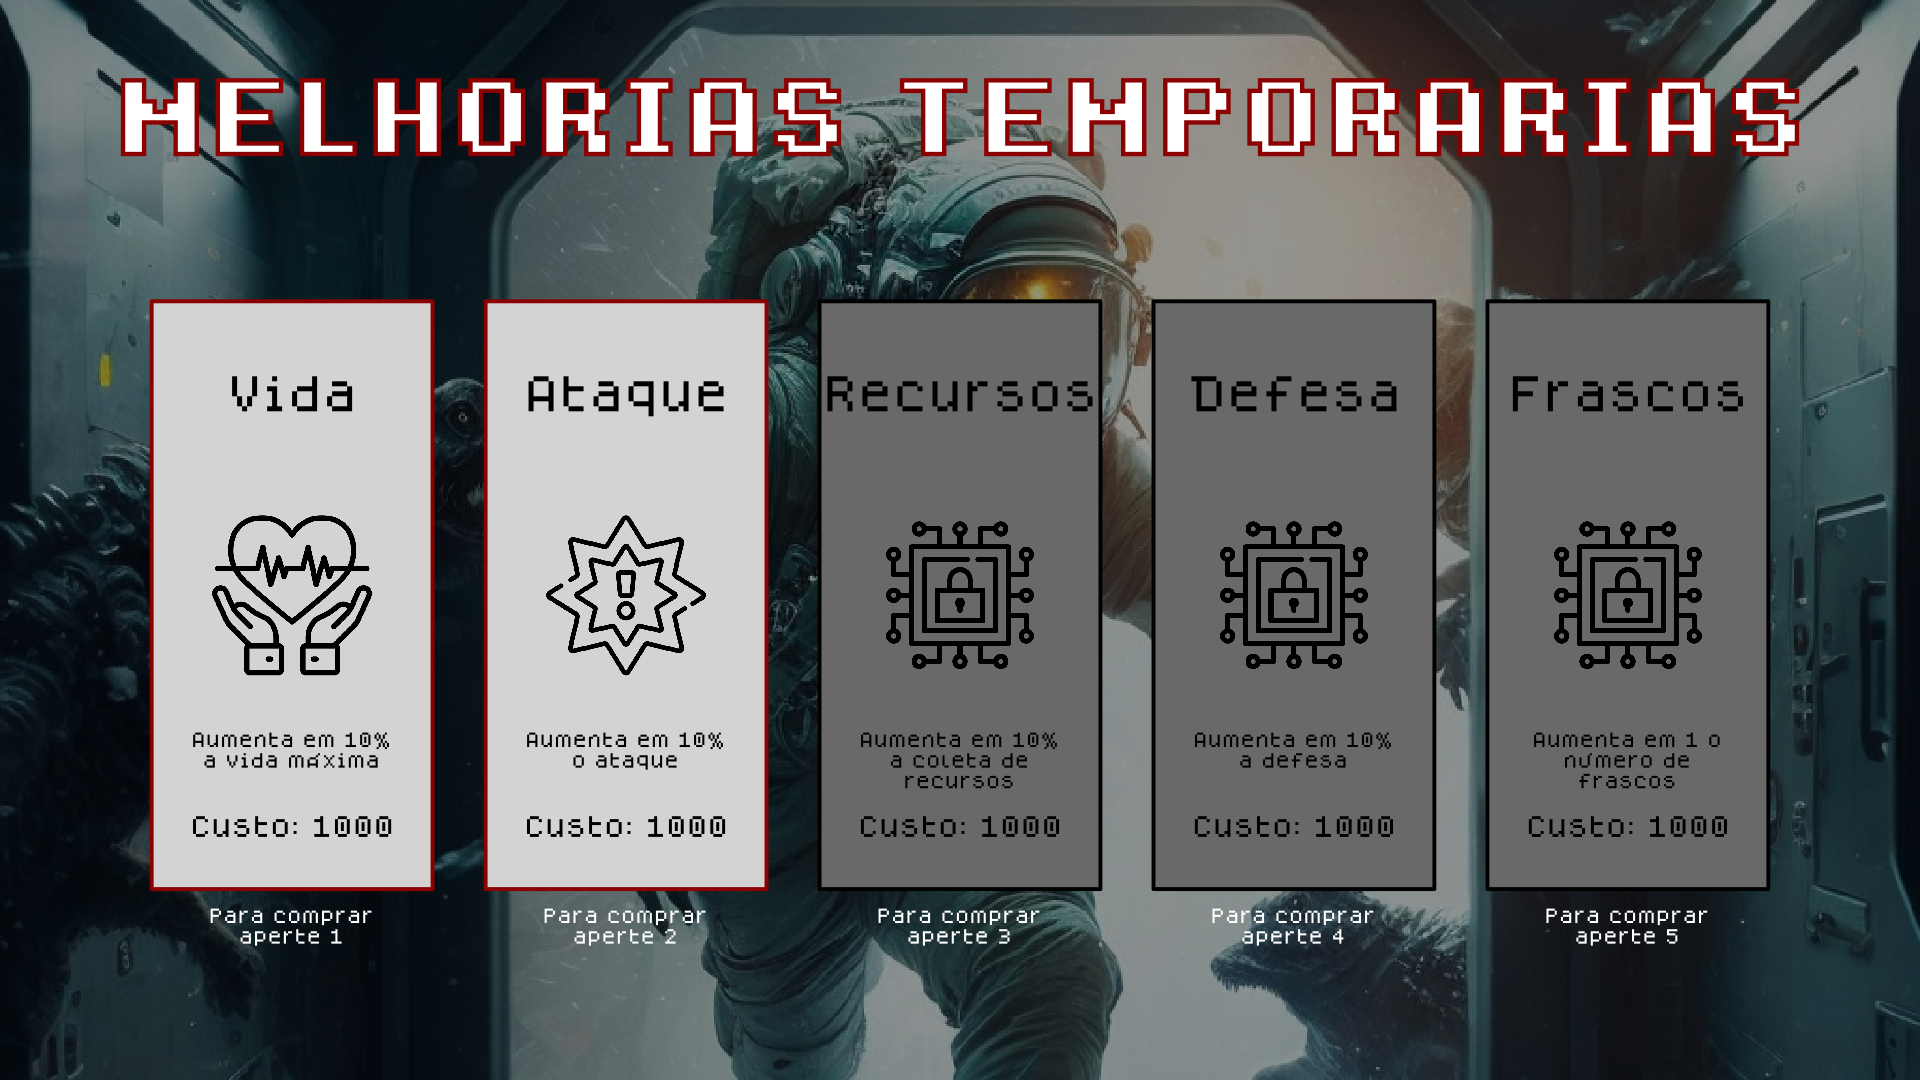 MELHORIAS TEMPORARIAS
Vida
Aumenta em 10%
a vida máxima
Custo: 1000
Para comprar
aperte 1
Ataque
Aumenta em 10%
o ataque
Custo: 1000
Para comprar
aperte 2
Recursos
Aumenta em 10%
a coleta de
recursos
Custo: 1000
Para comprar
aperte 3
Defesa
Aumenta em 10%
a defesa
Custo: 1000
Para comprar
aperte 4
Frascos
Aumenta em 1 o
número de
frascos
Custo: 1000
Para comprar
aperte 5